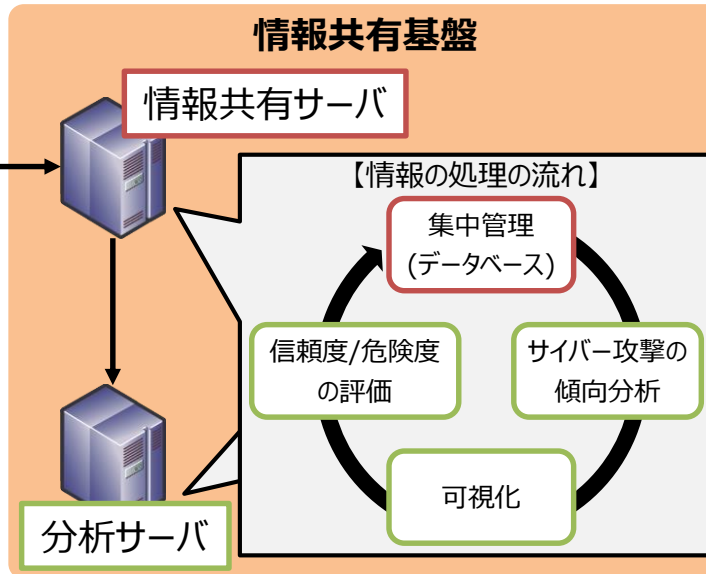 情報共有基盤
情報共有サーバ
【情報の処理の流れ】
集中管理
(データベース)
信頼度/危険度
の評価
サイバー攻撃の
傾向分析
可視化
分析サーバ